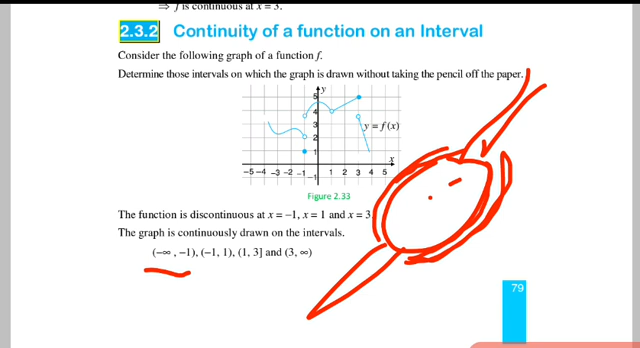 ⇒ f is continuous at x = 3.
2.3.2 Continuity of a function on an Interval
Consider the following graph of a function f.
Determine those intervals on which the graph is drawn without taking the pencil off the paper.
y
5
4
3
y = f(x)
2
1
x
−5 −4 −3 −2 −1 1 2 3 4 5
−1
Figure 2.33
The function is discontinuous at x = −1, x = 1 and x = 3
The graph is continuously drawn on the intervals.
(−∞ , −1), (−1, 1), (1, 3] and (3, ∞)
79